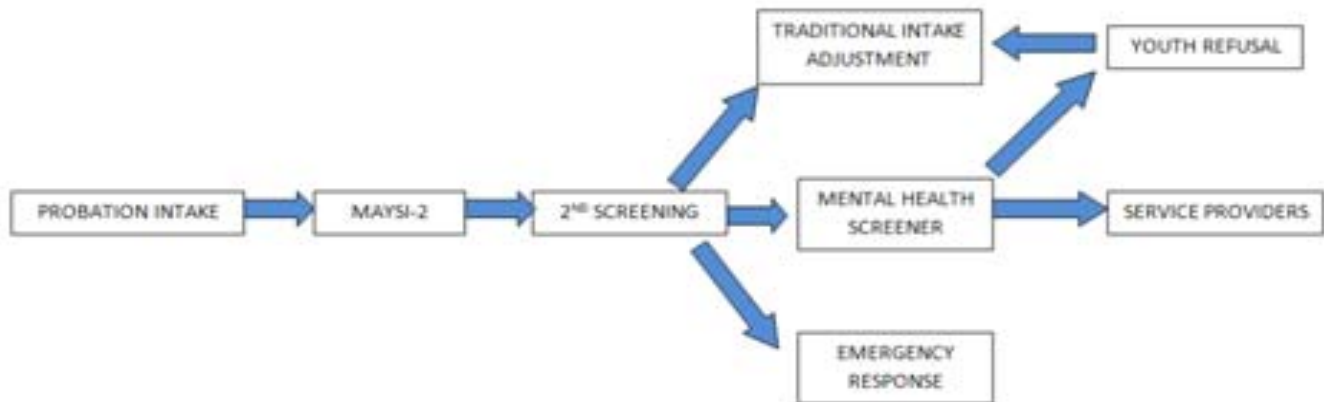 TRADITIONAL INTAKE
ADJUSTMENT
YOUTH REFUSAL
PROBATION INTAKE
MAYSI-2
2ND SCREENING
MENTAL HEALTH
SCREENER
SERVICE PROVIDERS
EMERGENCY
RESPONSE